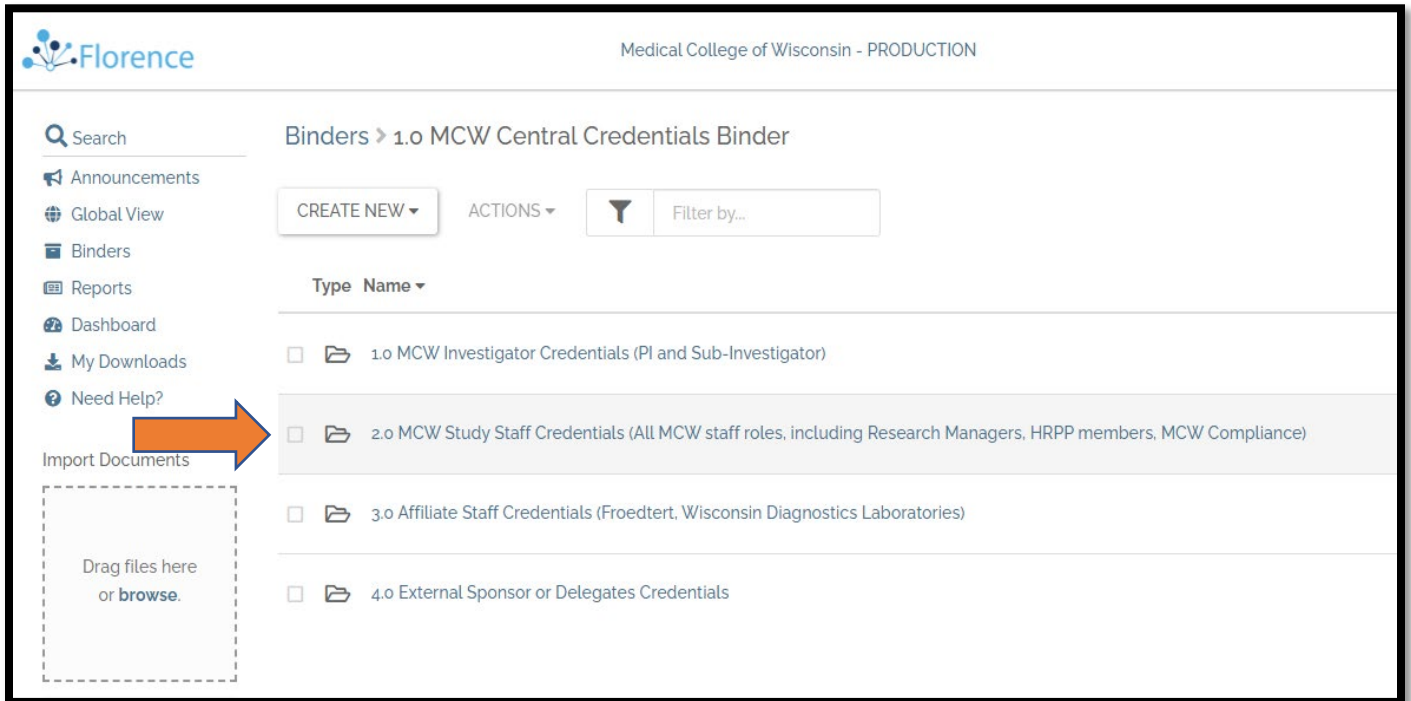 Florence
Medical College of Wisconsin - PRODUCTION
Search
Announcements
Global View
Binders
Reports
Dashboard
My Downloads
Need Help?
Import Documents
Drag files here
or browse.
Binders > 1.0 MCW Central Credentials Binder
CREATE NEW ACTIONS Filter by...
Type Name
1.0 MCW Investigator Credentials (PI and Sub-Investigator)
2.0 MCW Study Staff Credentials (All MCW staff roles, including Research Managers, HRPP members, MCW Compliance)
3.0 Affiliate Staff Credentials (Froedtert, Wisconsin Diagnostics Laboratories)
4.0 External Sponsor or Delegates Credentials